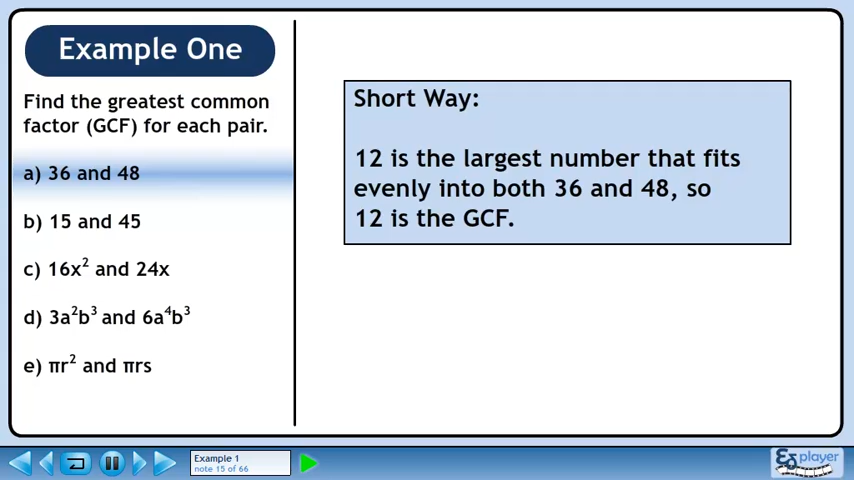 Example One
Find the greatest common
factor (GCF) for each pair.
a) 36 and 48
b) 15 and 45
c) 16x² and 24x
d) 3a²b³ and 6a⁴b³
e) πr² and πrs
Short Way:
12 is the largest number that fits
evenly into both 36 and 48, so
12 is the GCF.
Example 1
note 15 of 66
player